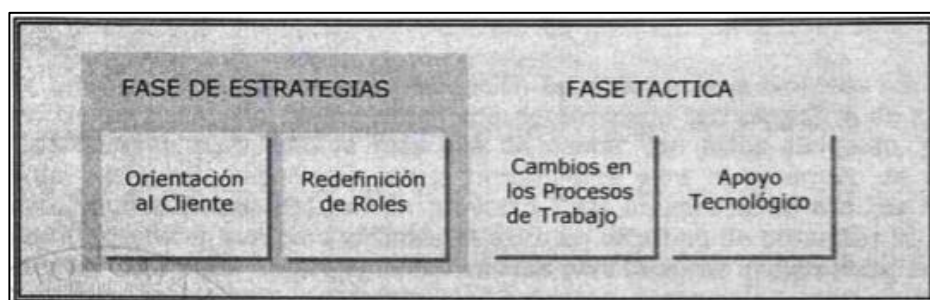 FASE DE ESTRATEGIAS
FASE TACTICA
Orientación
al Cliente
Redefinición
de Roles
Cambios en
los Procesos
de Trabajo
Apoyo
Tecnológico